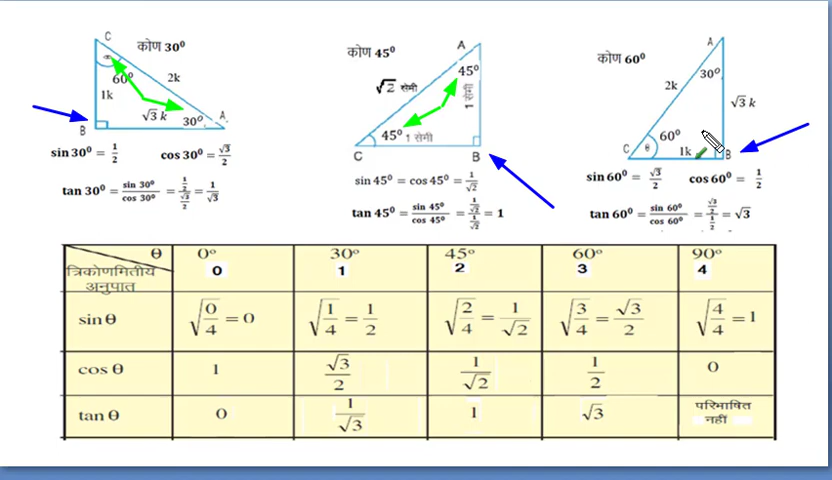 कोण 30⁰
C
60⁰
1k
2k
√3 k
30⁰
A
B
sin 30⁰ = 1/2
cos 30⁰ = √3/2
tan 30⁰ = sin 30⁰/cos 30⁰ = (1/2)/(√3/2) = 1/√3
कोण 45⁰
A
45⁰
√2 सेमी
1 सेमी
45⁰
1 सेमी
C
B
sin 45⁰ = cos 45⁰ = 1/√2
tan 45⁰ = sin 45⁰/cos 45⁰ = (1/√2)/(1/√2) = 1
कोण 60⁰
A
30⁰
2k
√3 k
60⁰
C
θ
1k
B
sin 60⁰ = √3/2
cos 60⁰ = 1/2
tan 60⁰ = sin 60⁰/cos 60⁰ = (√3/2)/(1/2) = √3
θ 0° 30° 45° 60° 90°
त्रिकोणमितीय अनुपात 0 1 2 3 4
sin θ √(0/4) = 0 √(1/4) = 1/2 √(2/4) = 1/√2 √(3/4) = √3/2 √(4/4) = 1
cos θ 1 √3/2 1/√2 1/2 0
tan θ 0 1/√3 1 √3 परिभाषित नहीं